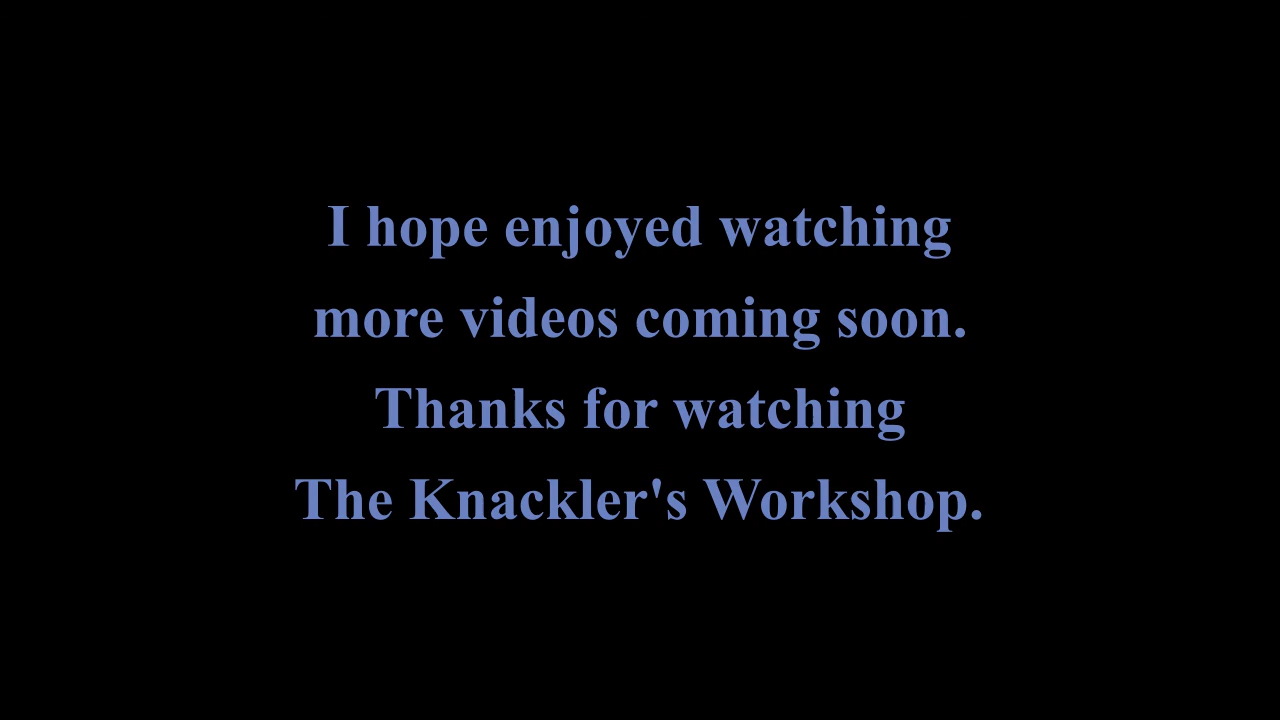 I hope enjoyed watching
more videos coming soon.
Thanks for watching
The Knackler's Workshop.